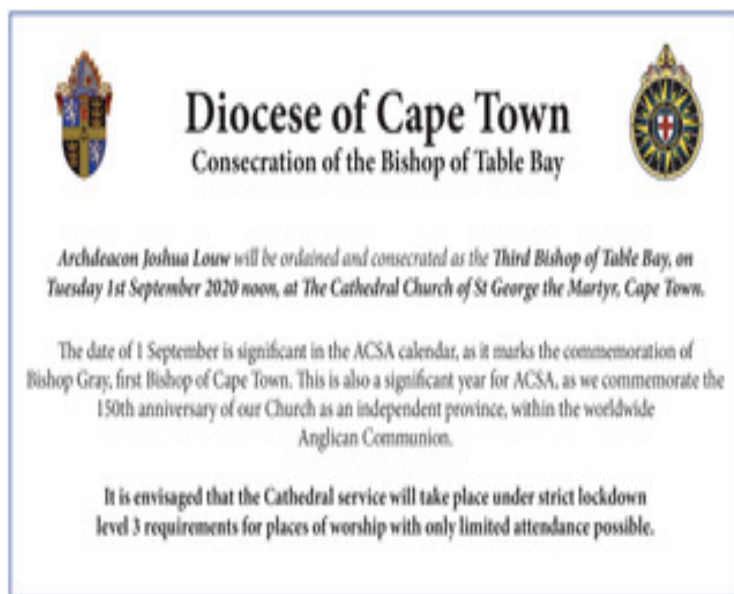 Diocese of Cape Town
Consecration of the Bishop of Table Bay
Archdeacon Joshua Louw will be ordained and consecrated as the Third Bishop of Table Bay, on
Tuesday 1st September 2020 noon, at The Cathedral Church of St George the Martyr, Cape Town.
The date of 1 September is significant in the ACSA calendar, as it marks the commemoration of
Bishop Gray, first Bishop of Cape Town. This is also a significant year for ACSA, as we commemorate the
150th anniversary of our Church as an independent province, within the worldwide
Anglican Communion.
It is envisaged that the Cathedral service will take place under strict lockdown
level 3 requirements for places of worship with only limited attendance possible.